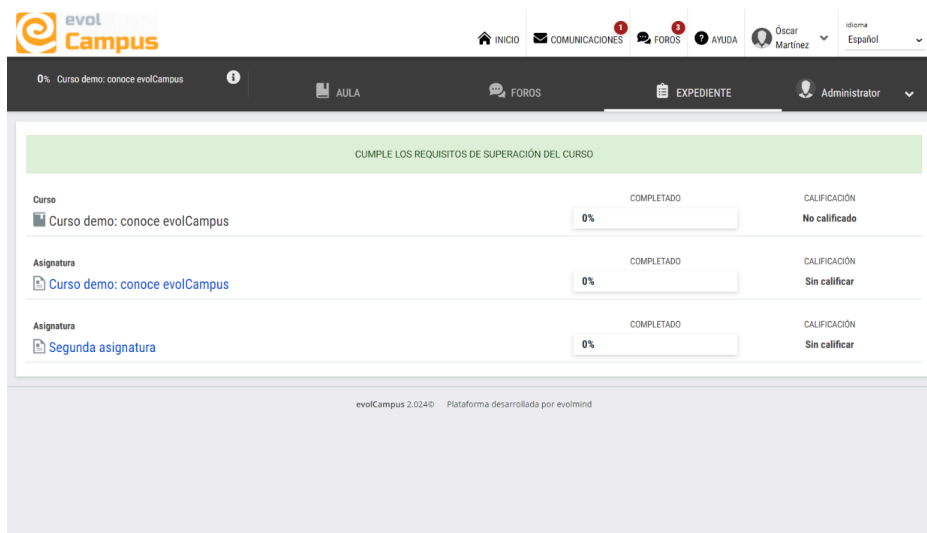 evol
Campus
INICIO
COMUNICACIONES
1
FOROS
3
AYUDA
Óscar
Martínez
idioma
Español
0% Curso demo: conoce evolCampus
AULA
FOROS
EXPEDIENTE
Administrator
CUMPLE LOS REQUISITOS DE SUPERACIÓN DEL CURSO
Curso
COMPLETADO
CALIFICACIÓN
Curso demo: conoce evolCampus
0%
No calificado
Asignatura
COMPLETADO
CALIFICACIÓN
Curso demo: conoce evolCampus
0%
Sin calificar
Asignatura
COMPLETADO
CALIFICACIÓN
Segunda asignatura
0%
Sin calificar
evolCampus 2.024© Plataforma desarrollada por evolmind